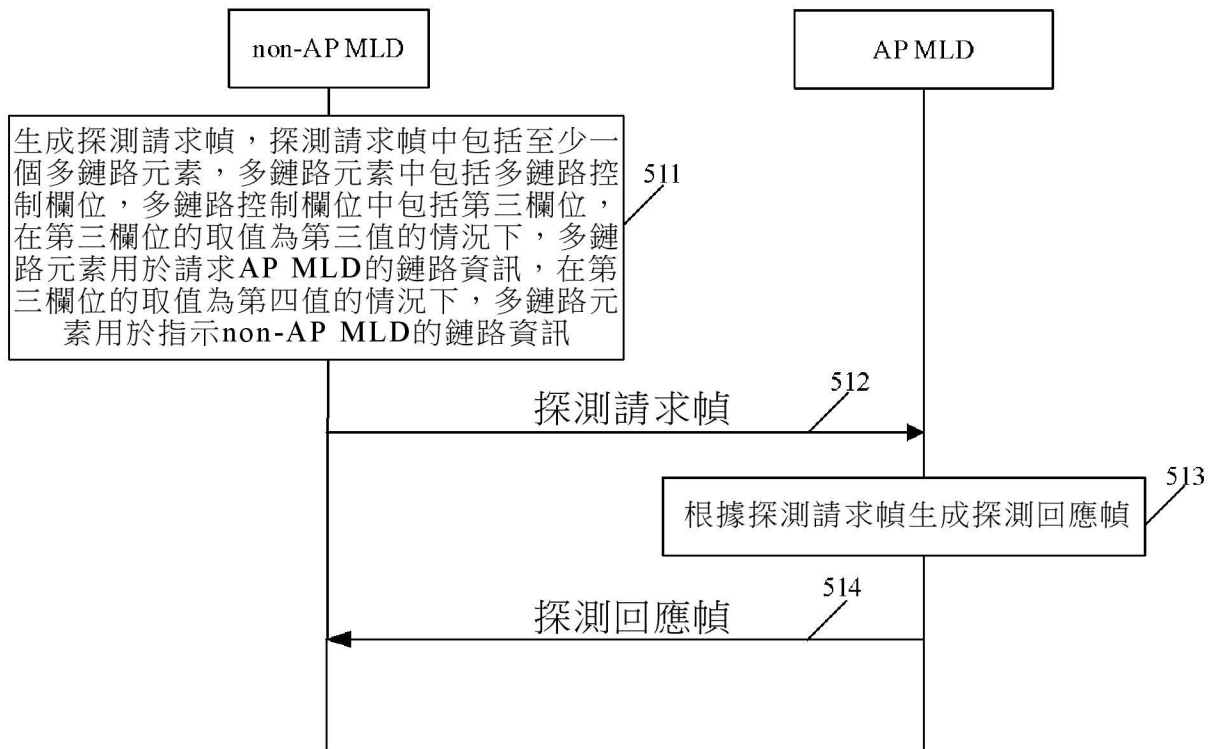 non-AP MLD
AP MLD
生成探測請求幀，探測請求幀中包括至少一
個多鏈路元素，多鏈路元素中包括多鏈路控
制欄位，多鏈路控制欄位中包括第三欄位，
在第三欄位的取值為第三值的情況下，多鏈
路元素用於請求AP MLD的鏈路資訊，在第
三欄位的取值為第四值的情況下，多鏈路元
素用於指示non-AP MLD的鏈路資訊
511
探測請求幀
512
根據探測請求幀生成探測回應幀
513
探測回應幀
514